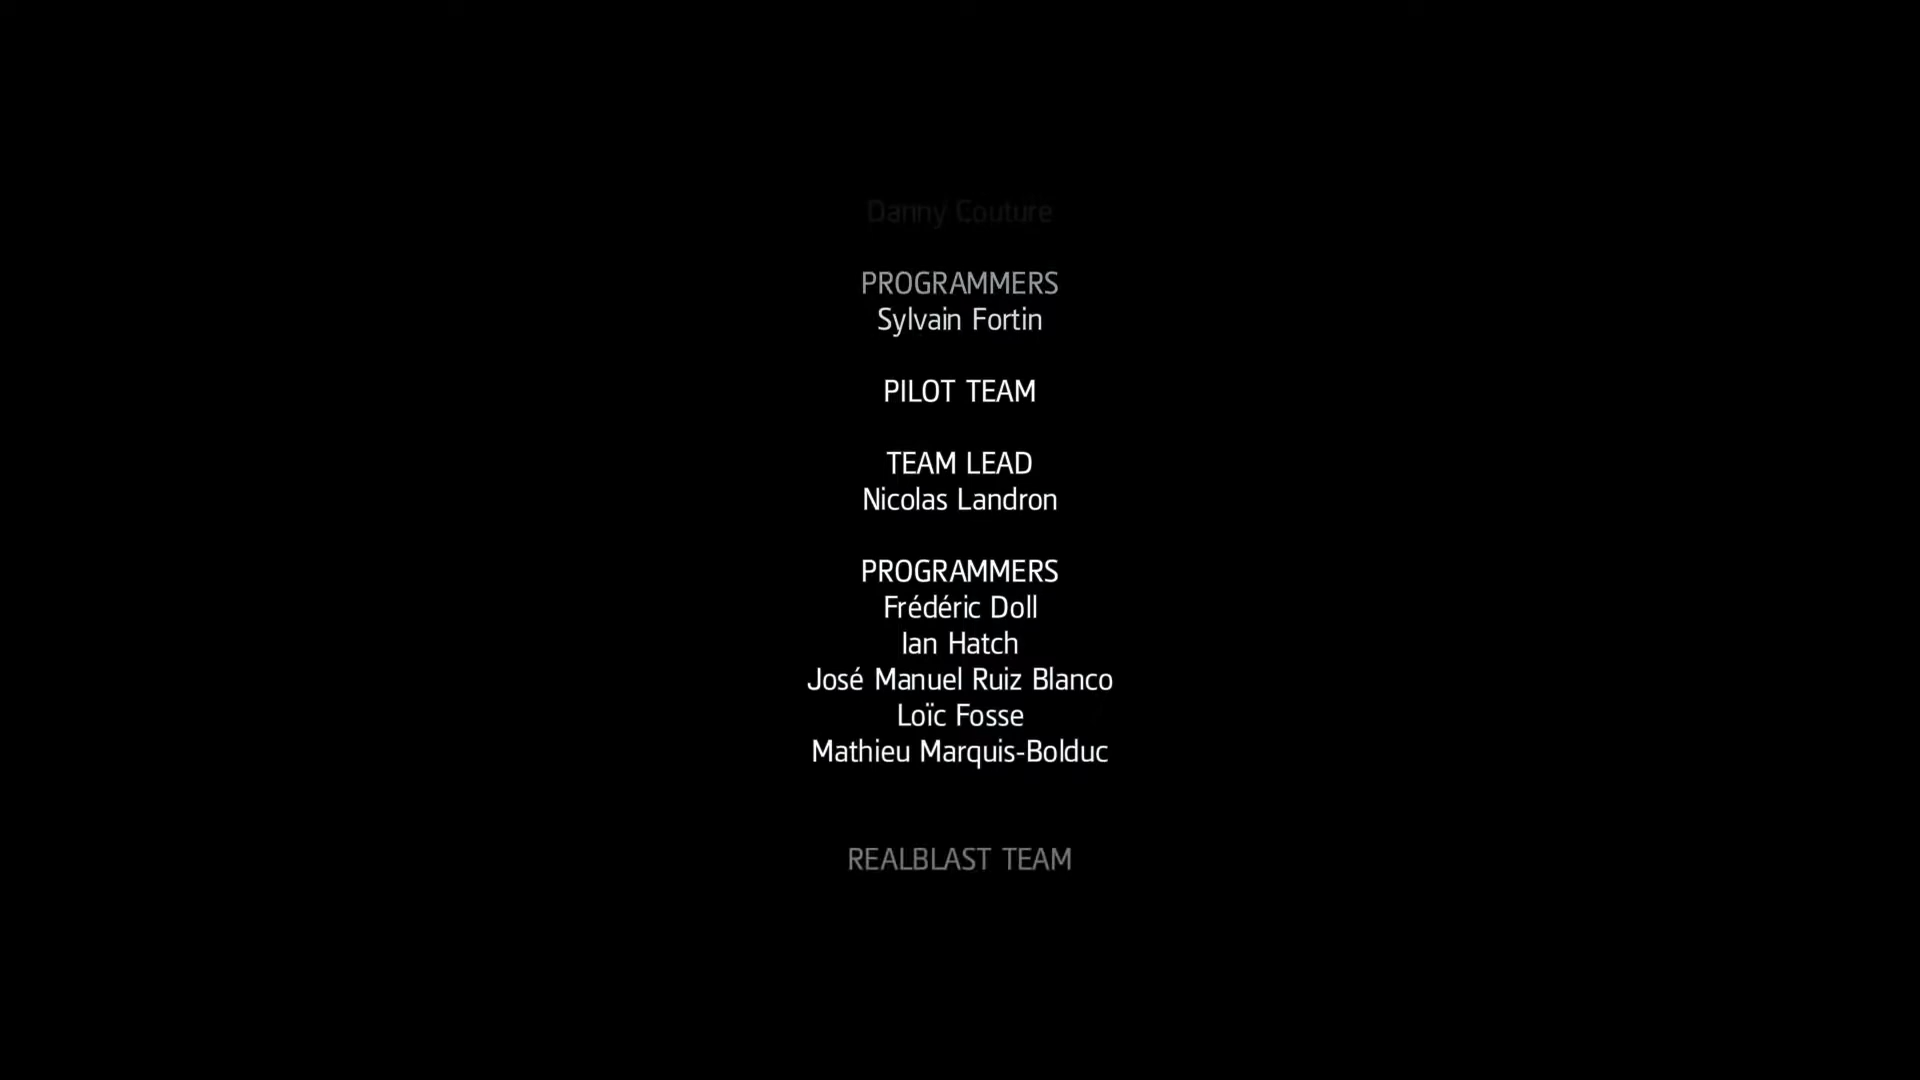 Danny Couture
PROGRAMMERS
Sylvain Fortin
PILOT TEAM
TEAM LEAD
Nicolas Landron
PROGRAMMERS
Frédéric Doll
Ian Hatch
José Manuel Ruiz Blanco
Loïc Fosse
Mathieu Marquis-Bolduc
REALBLAST TEAM